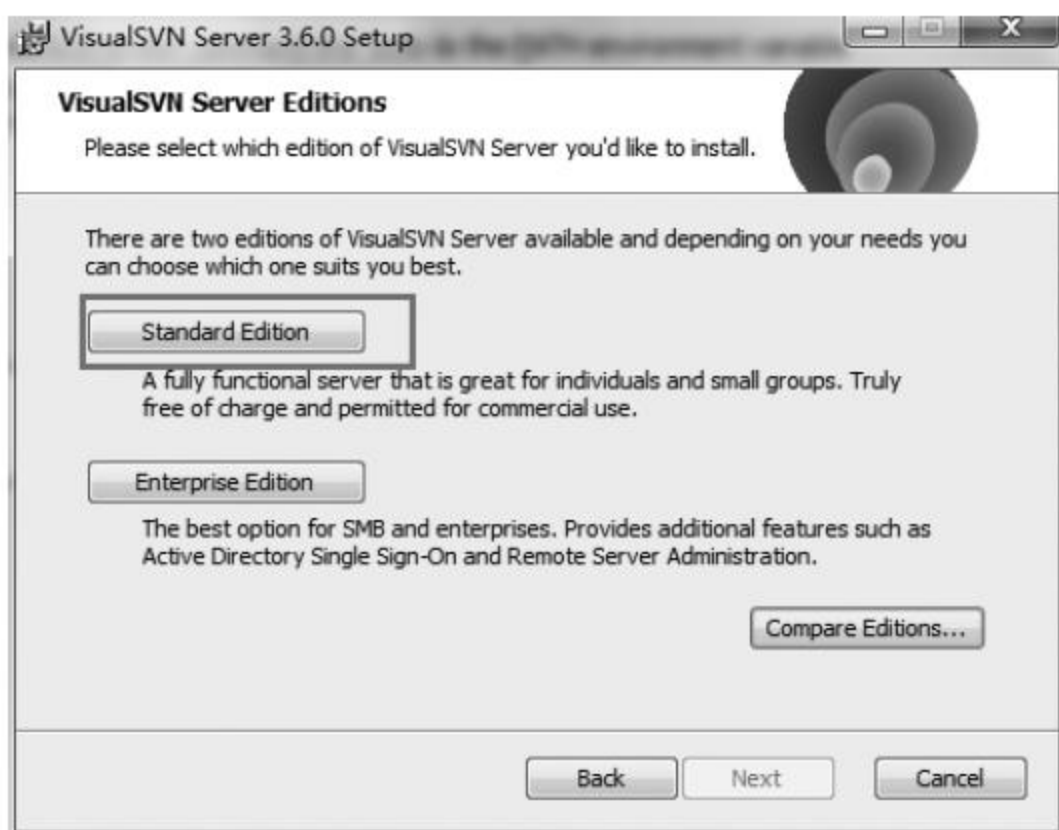 VisualSVN Server 3.6.0 Setup
VisualSVN Server Editions
Please select which edition of VisualSVN Server you'd like to install.
There are two editions of VisualSVN Server available and depending on your needs you
can choose which one suits you best.
Standard Edition
A fully functional server that is great for individuals and small groups. Truly
free of charge and permitted for commercial use.
Enterprise Edition
The best option for SMB and enterprises. Provides additional features such as
Active Directory Single Sign-On and Remote Server Administration.
Compare Editions...
Back Next Cancel